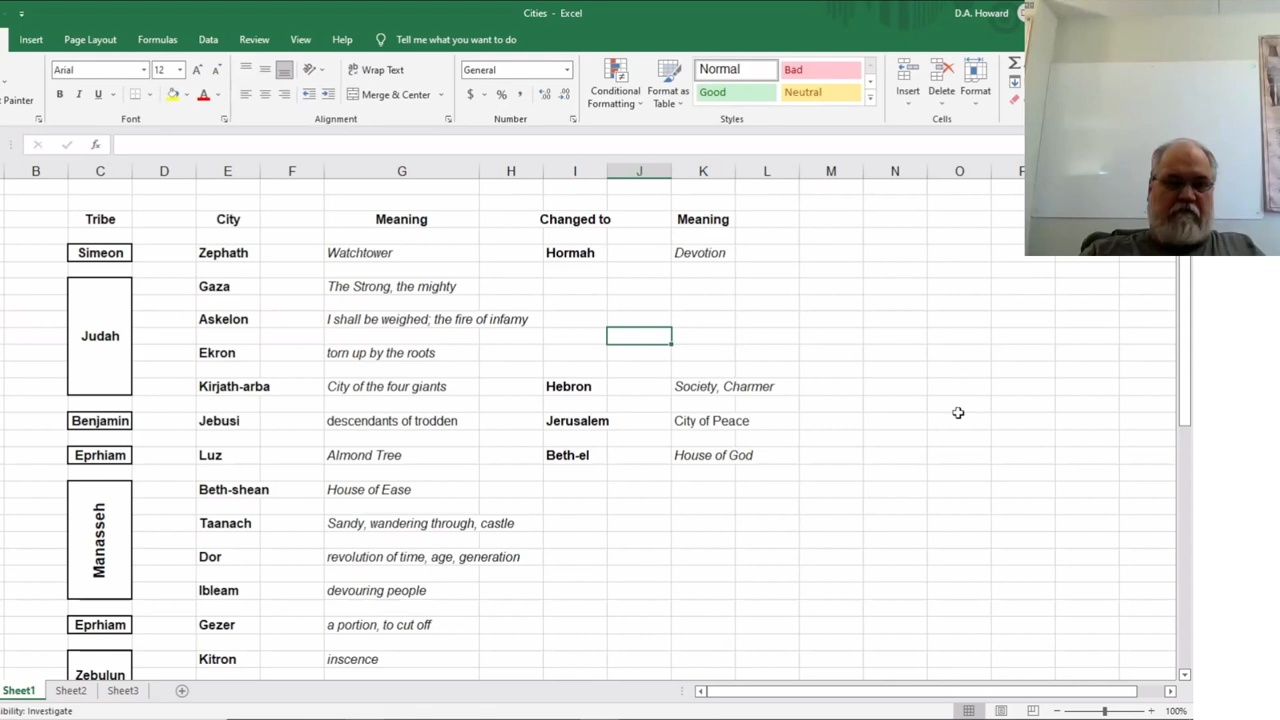 Cities - Excel
D.A. Howard
Insert Page Layout Formulas Data Review View Help Tell me what you want to do
Arial 12 A A Wrap Text General Normal Bad
Painter B I U A Merge & Center $ % , Conditional Formatting Format as Table Good Neutral Insert Delete Format
Font Alignment Number Styles Cells
fx
B C D E F G H I J K L M N O
Tribe City Meaning Changed to Meaning
Simeon Zephath Watchtower Hormah Devotion
Gaza The Strong, the mighty
Askelon I shall be weighed; the fire of infamy
Judah
Ekron torn up by the roots
Kirjath-arba City of the four giants Hebron Society, Charmer
Benjamin Jebusi descendants of trodden Jerusalem City of Peace
Eprhiam Luz Almond Tree Beth-el House of God
Beth-shean House of Ease
Taanach Sandy, wandering through, castle
Manasseh
Dor revolution of time, age, generation
Ibleam devouring people
Eprhiam Gezer a portion, to cut off
Kitron inscence
Zebulun
Sheet1 Sheet2 Sheet3
ibility: Investigate 100%